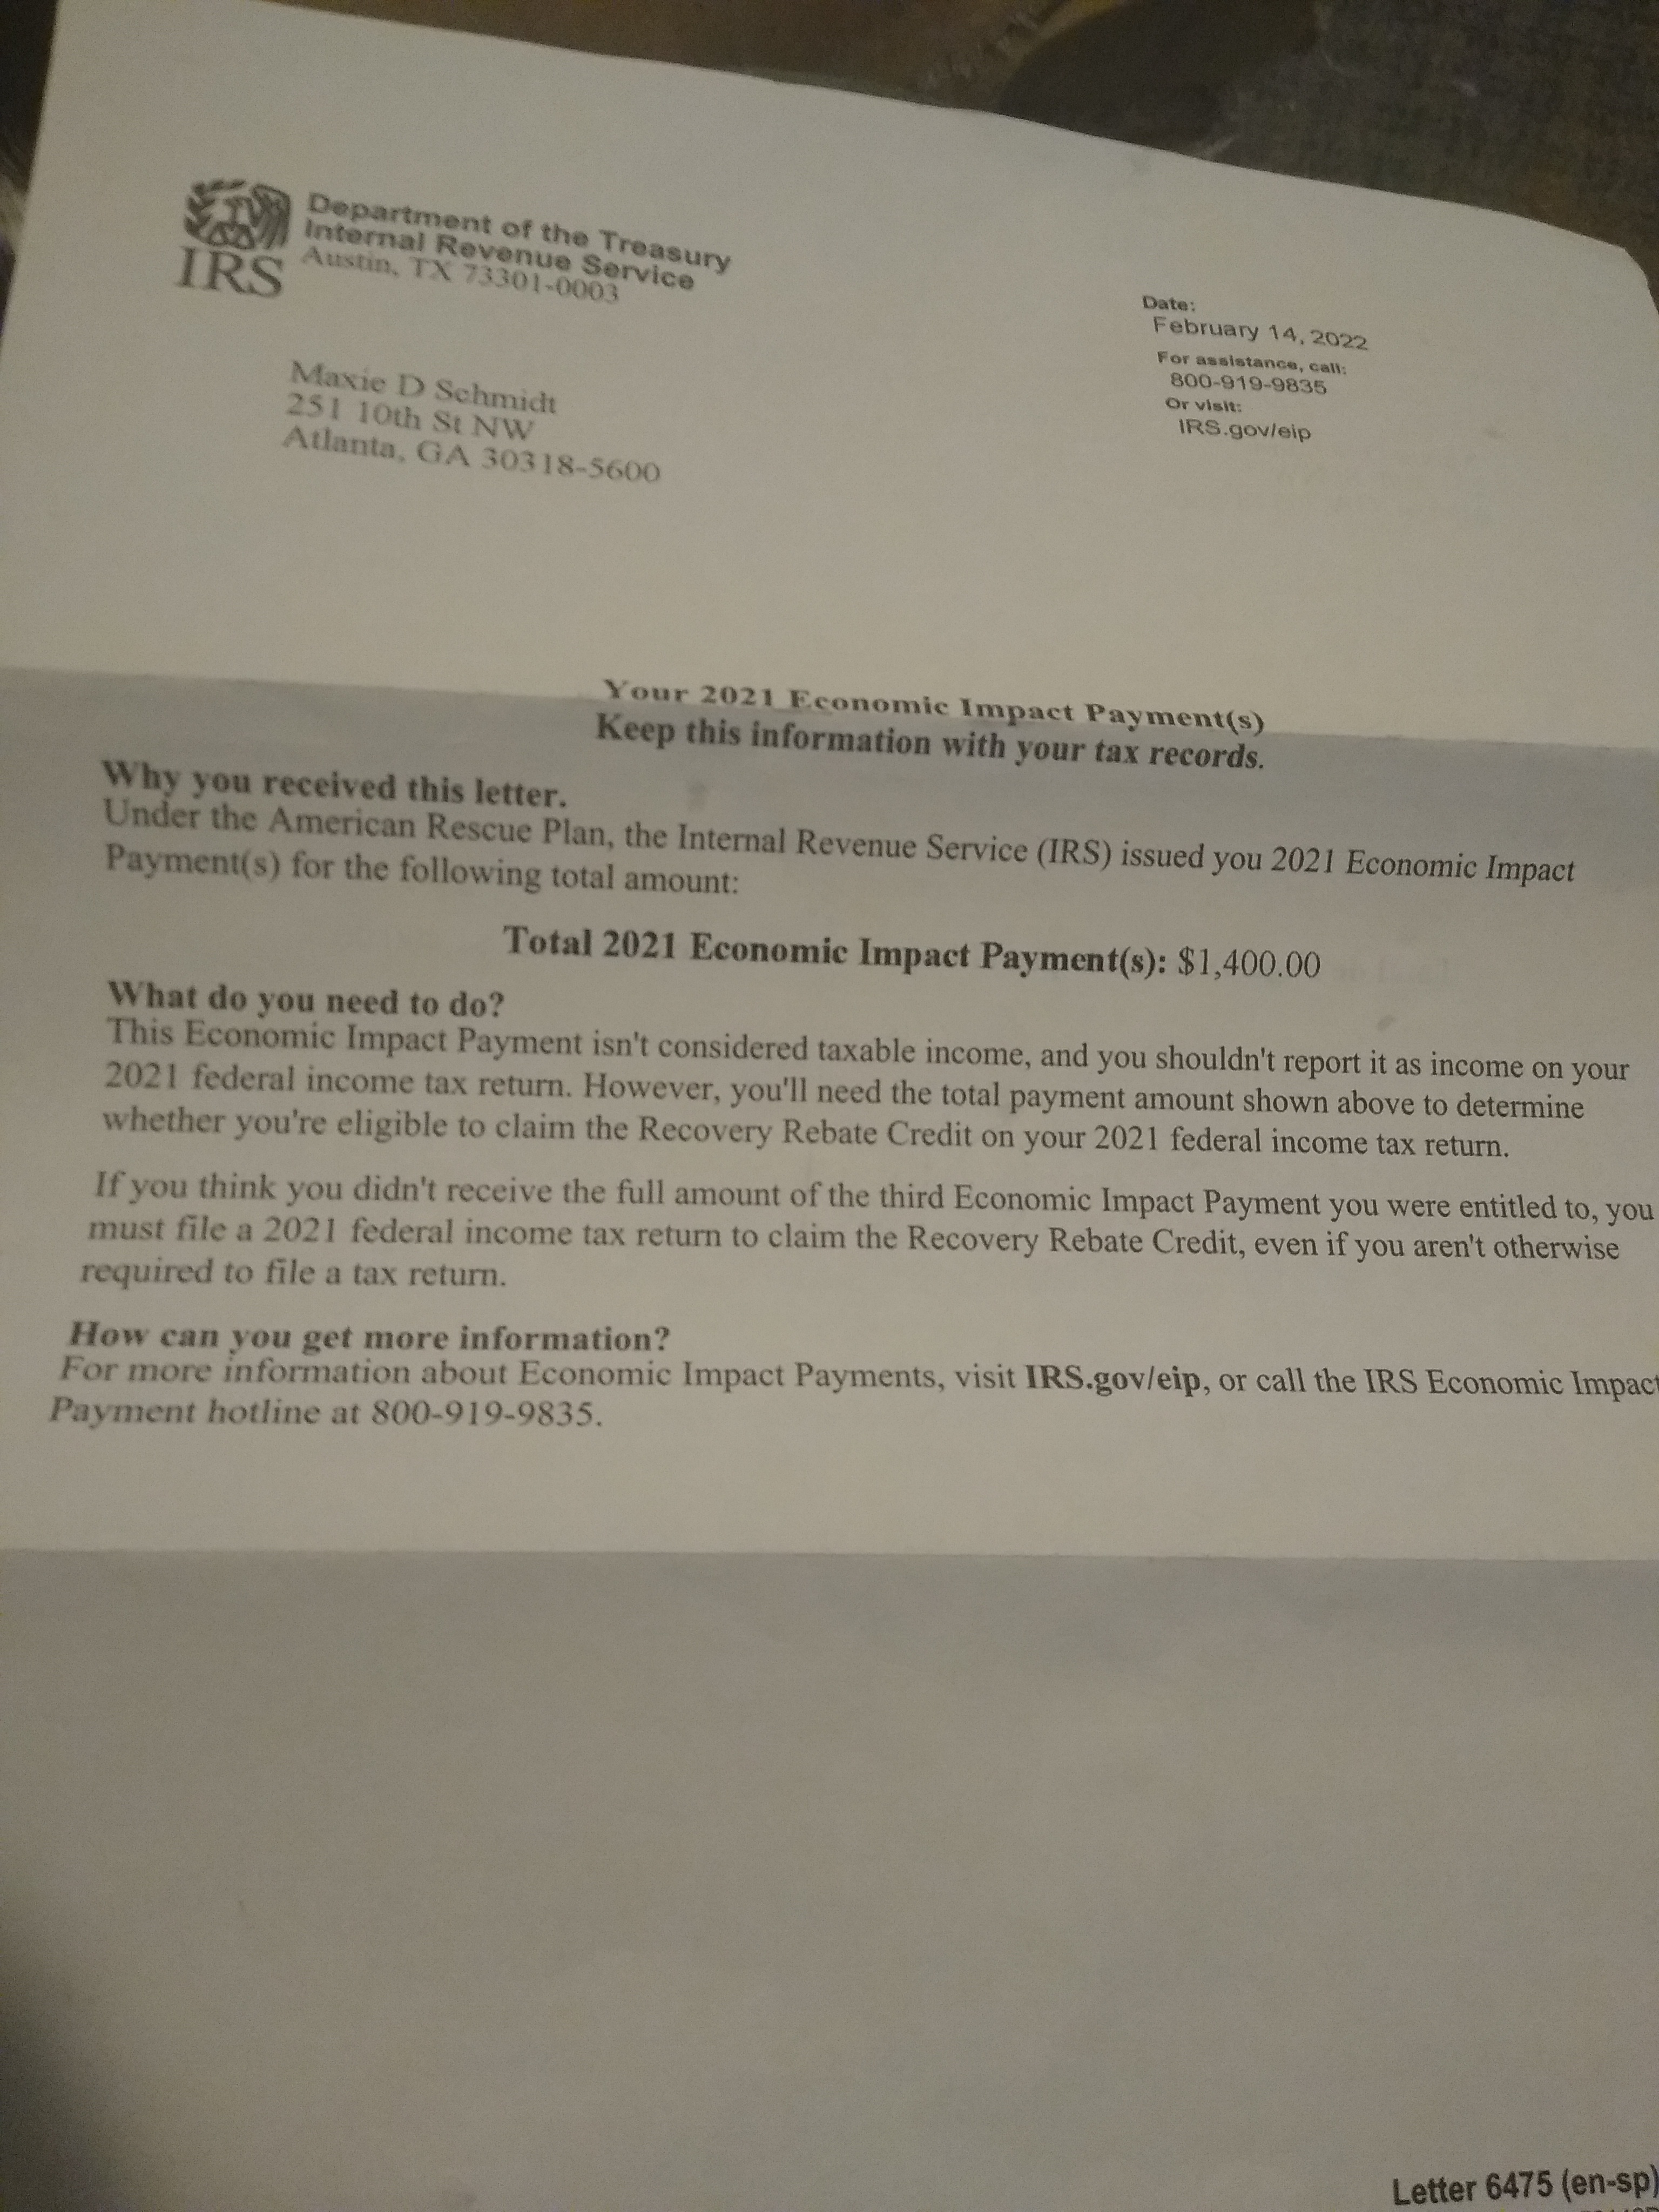 IRS
Department of the Treasury
Internal Revenue Service
Austin, TX 73301-0003
Date:
February 14, 2022
For assistance, call:
800-919-9835
Or visit:
IRS.gov/eip
Maxie D Schmidt
251 10th St NW
Atlanta, GA 30318-5600
Your 2021 Economic Impact Payment(s)
Keep this information with your tax records.
Why you received this letter.
Under the American Rescue Plan, the Internal Revenue Service (IRS) issued you 2021 Economic Impact
Payment(s) for the following total amount:
Total 2021 Economic Impact Payment(s): $1,400.00
What do you need to do?
This Economic Impact Payment isn't considered taxable income, and you shouldn't report it as income on your
2021 federal income tax return. However, you'll need the total payment amount shown above to determine
whether you're eligible to claim the Recovery Rebate Credit on your 2021 federal income tax return.
If you think you didn't receive the full amount of the third Economic Impact Payment you were entitled to, you
must file a 2021 federal income tax return to claim the Recovery Rebate Credit, even if you aren't otherwise
required to file a tax return.
How can you get more information?
For more information about Economic Impact Payments, visit IRS.gov/eip, or call the IRS Economic Impact
Payment hotline at 800-919-9835.
Letter 6475 (en-sp)